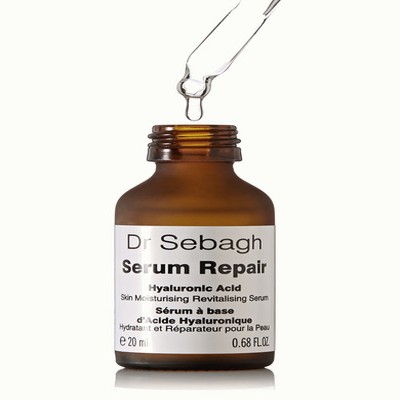 Dr Sebagh
Serum Repair
Hyaluronic Acid
Skin Moisturising Revitalising Serum
Sérum à base
d'Acide Hyaluronique
Hydratant et Réparateur pour la Peau
℮ 20 ml 0.68 FL.OZ.